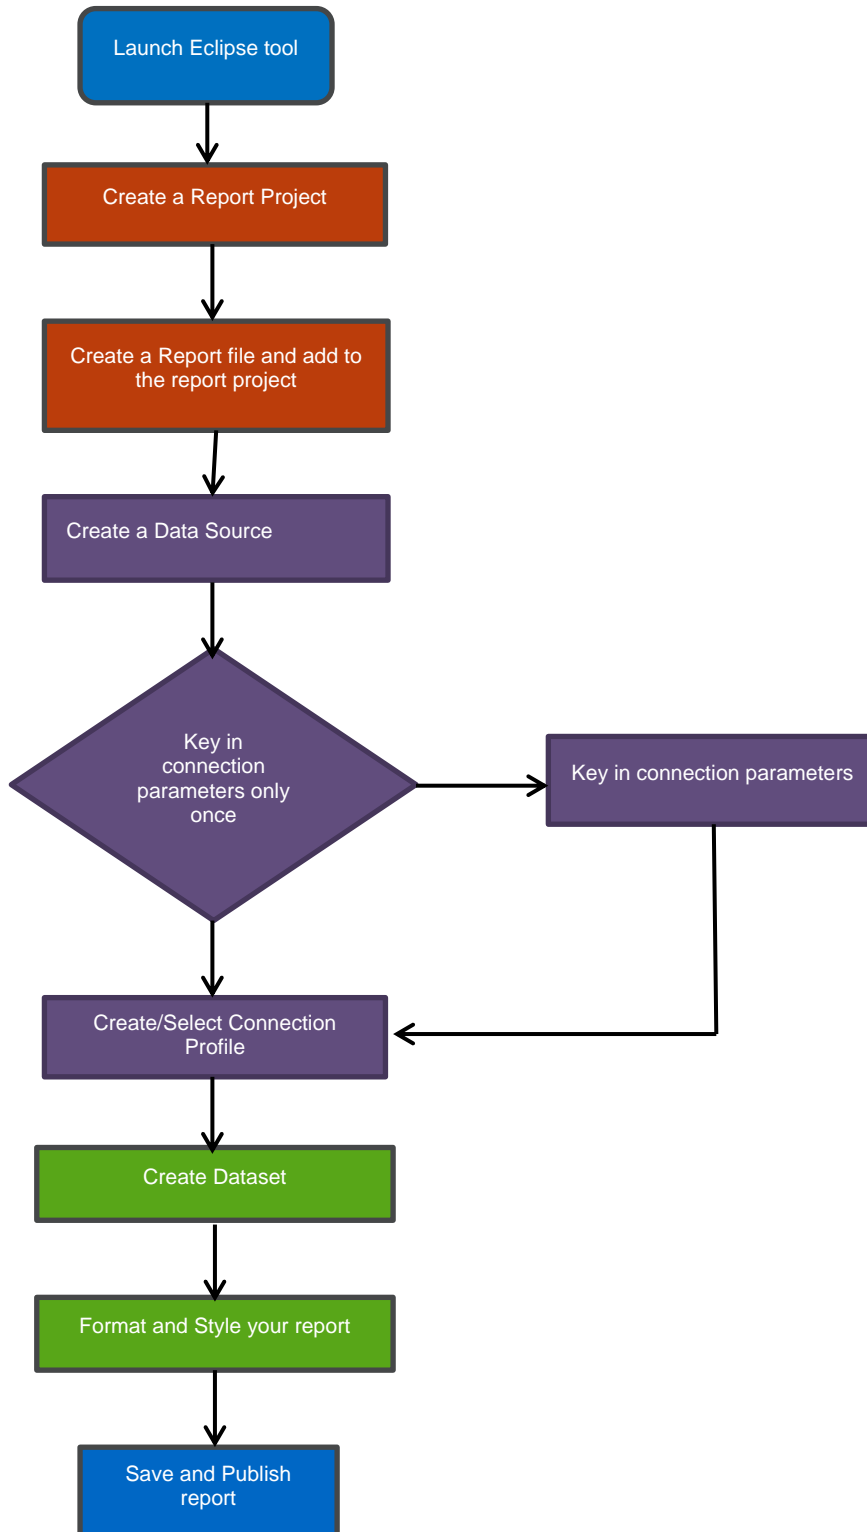 Launch Eclipse tool
Create a Report Project
Create a Report file and add to
the report project
Create a Data Source
Key in
connection
parameters only
once
Key in connection parameters
Create/Select Connection
Profile
Create Dataset
Format and Style your report
Save and Publish
report